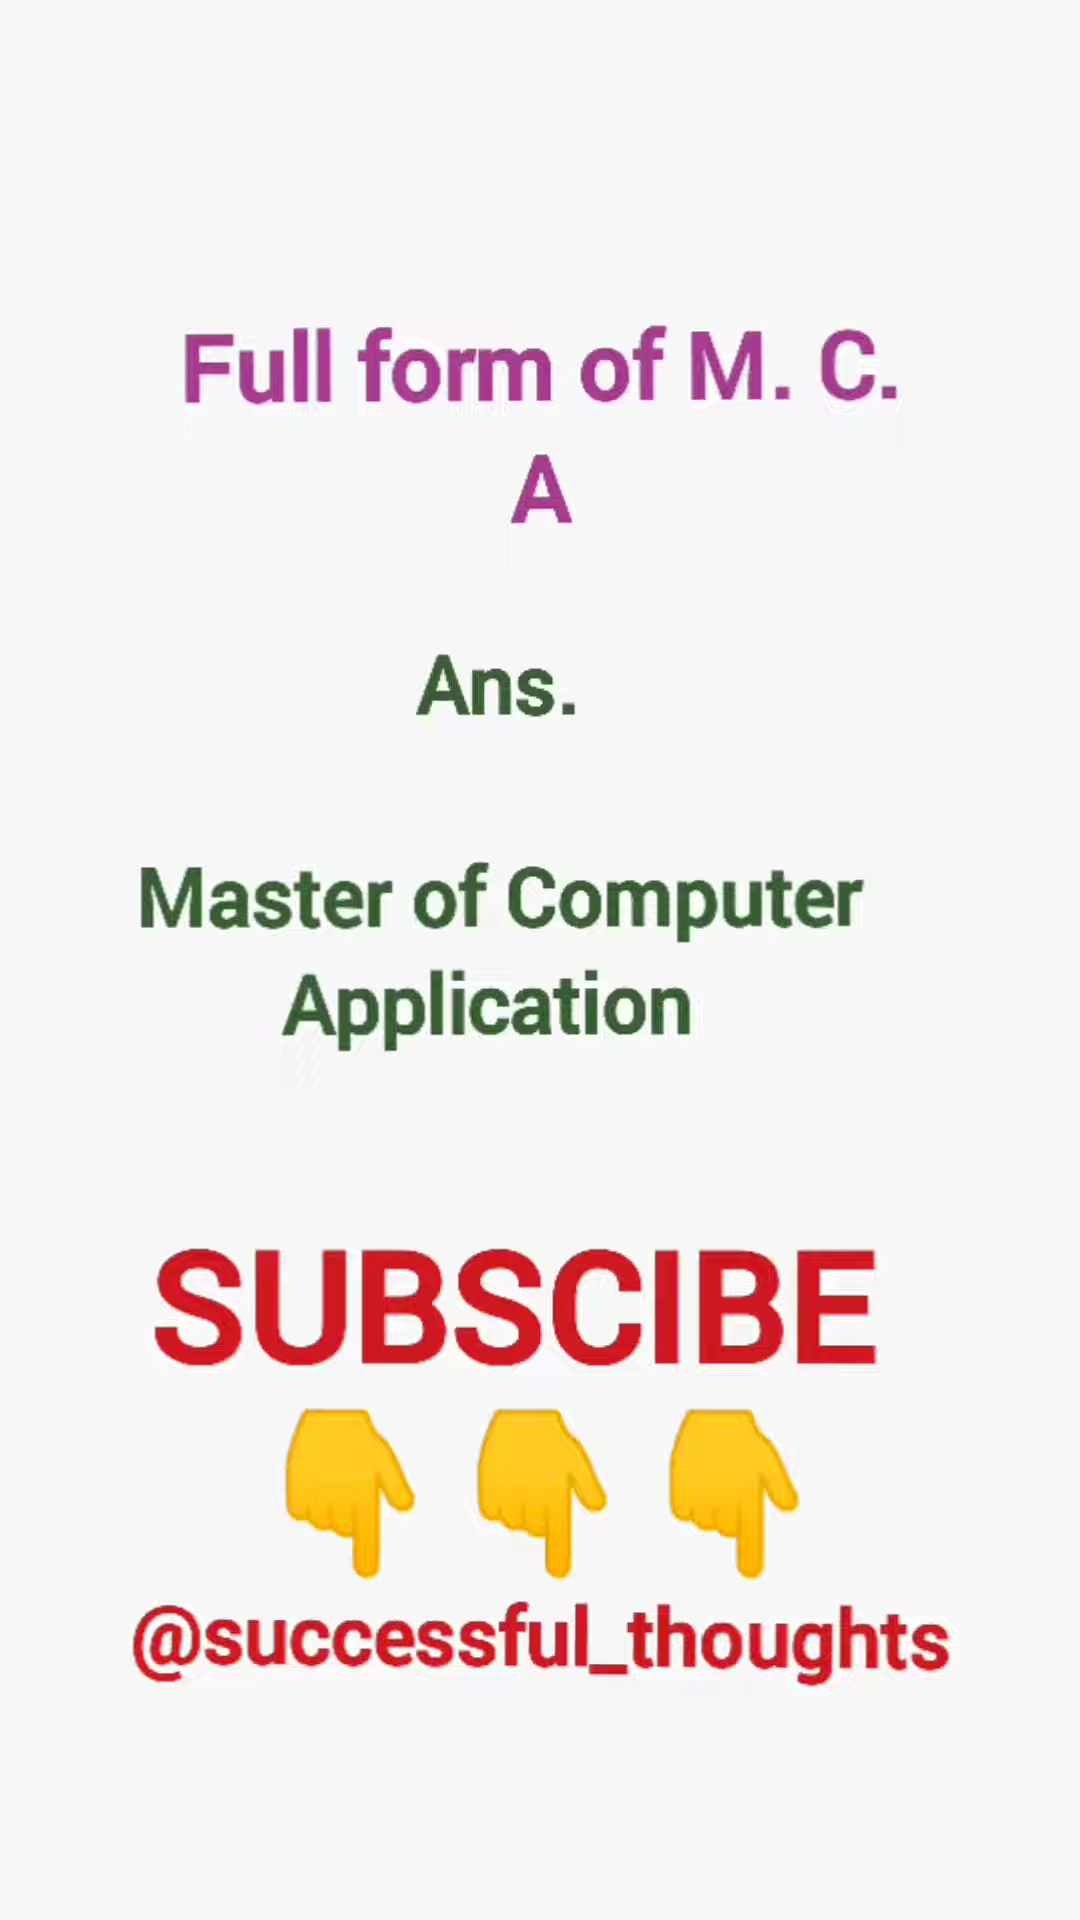 Full form of M. C.
A
Ans.
Master of Computer
Application
SUBSCIBE
👇 👇 👇
@successful_thoughts